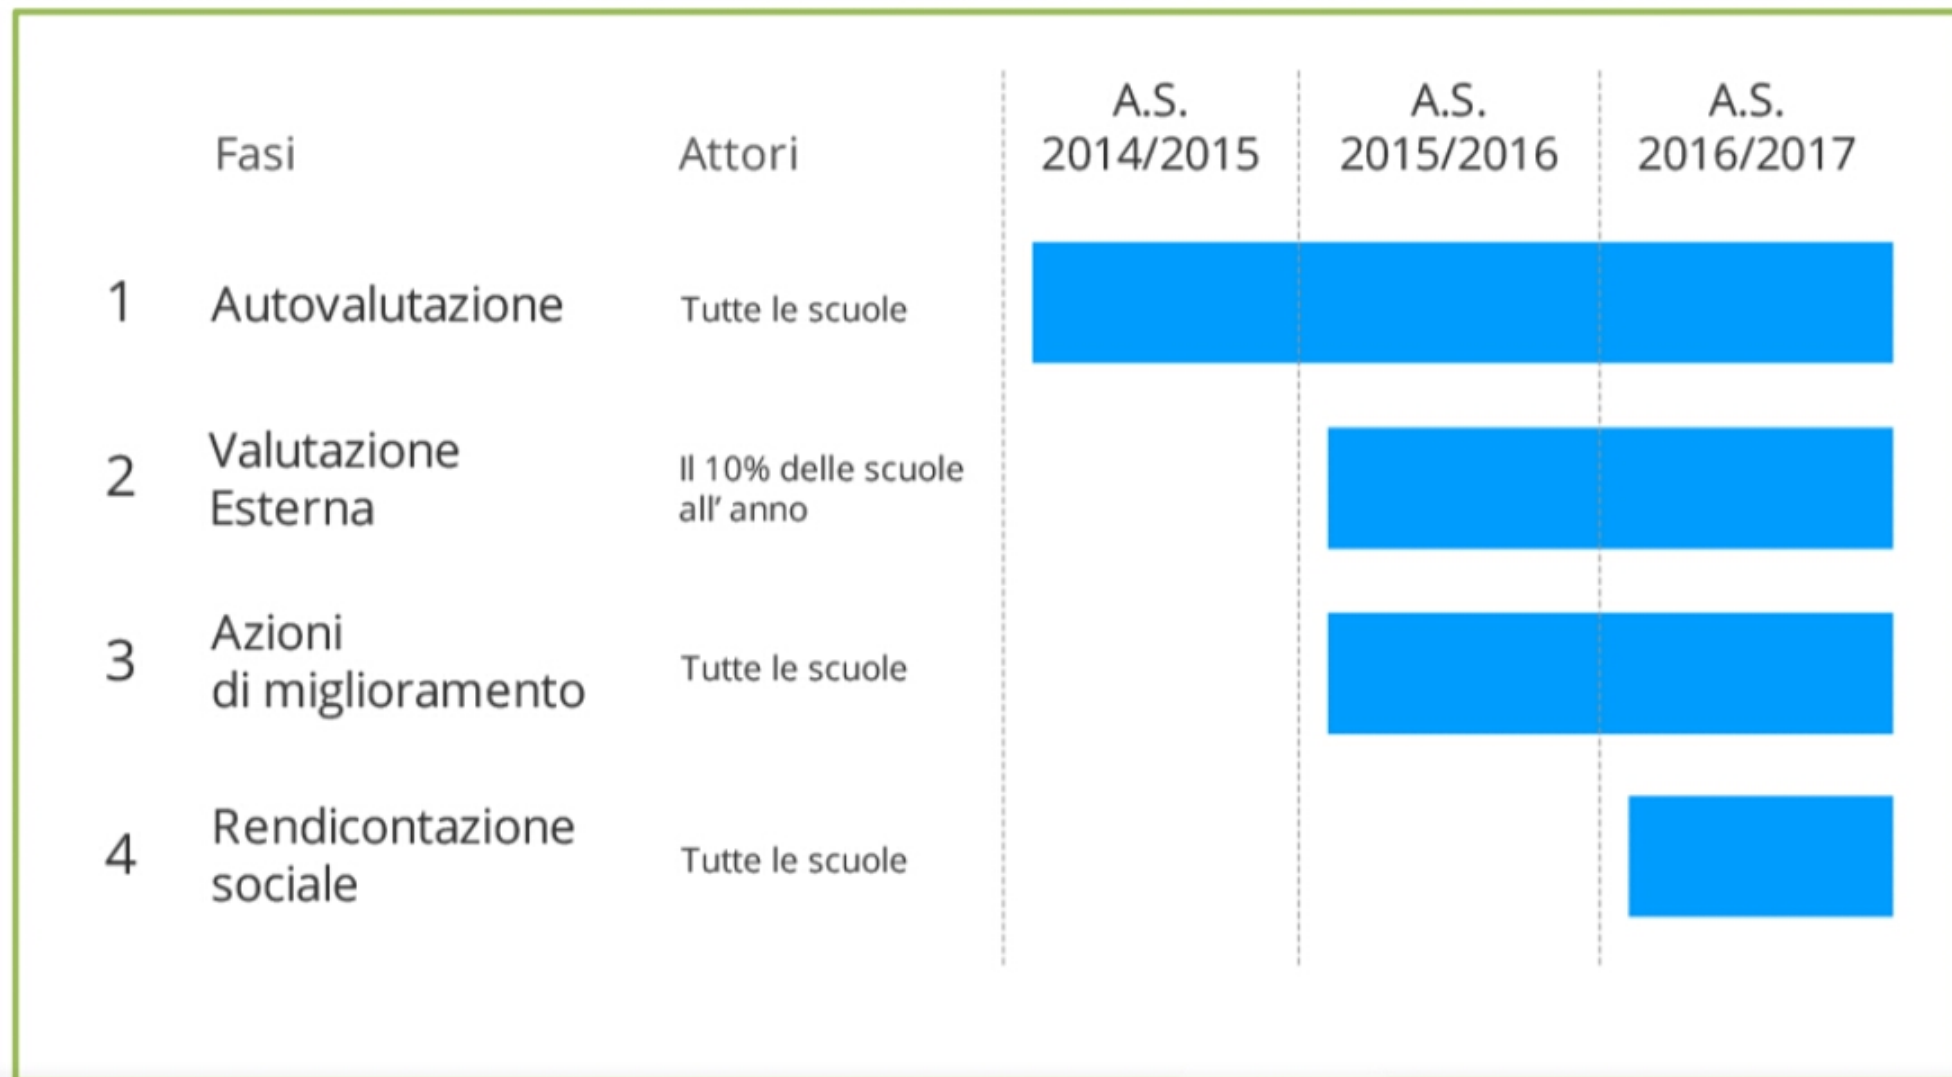 Fasi
Attori
A.S.
2014/2015
A.S.
2015/2016
A.S.
2016/2017
1
Autovalutazione
Tutte le scuole
2
Valutazione
Esterna
Il 10% delle scuole
all’ anno
3
Azioni
di miglioramento
Tutte le scuole
4
Rendicontazione
sociale
Tutte le scuole